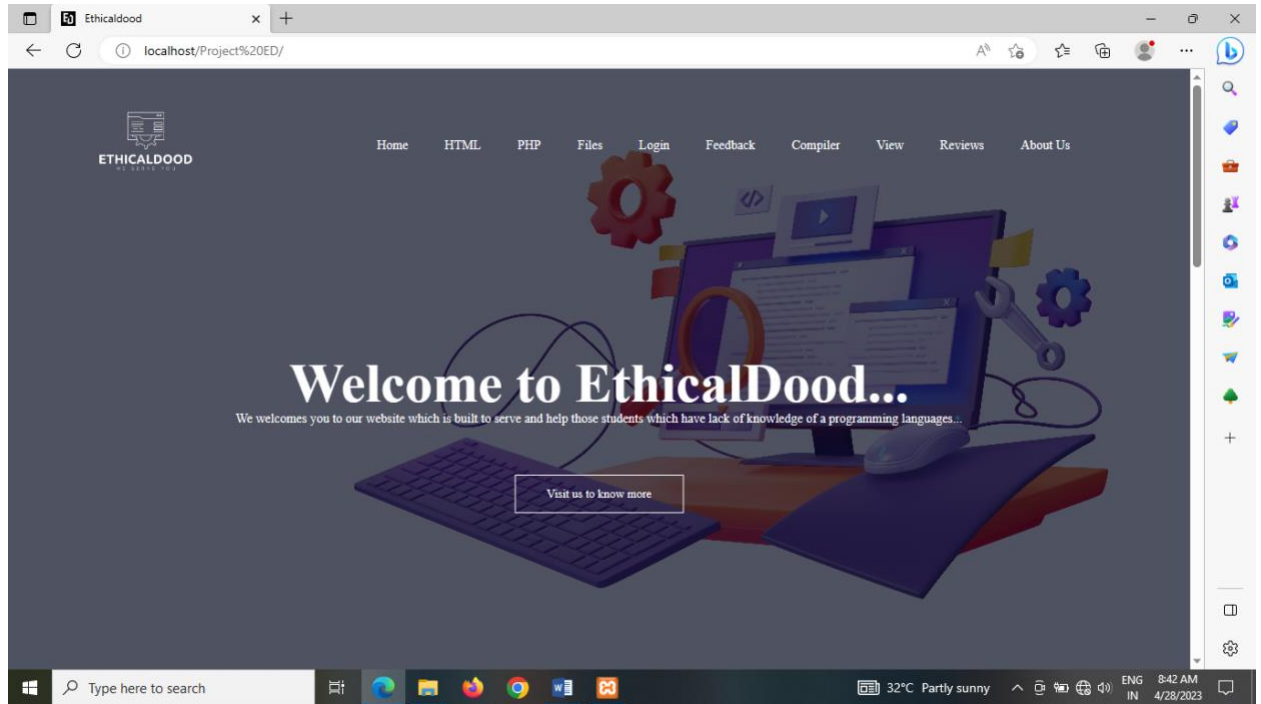 Ethicaldood
localhost/Project%20ED/
ETHICALDOOD
WE SERVE YOU
Home HTML PHP Files Login Feedback Compiler View Reviews About Us
Welcome to EthicalDood...
We welcomes you to our website which is built to serve and help those students which have lack of knowledge of a programming languages...
Visit us to know more
Type here to search
32°C Partly sunny
ENG 8:42 AM
IN 4/28/2023